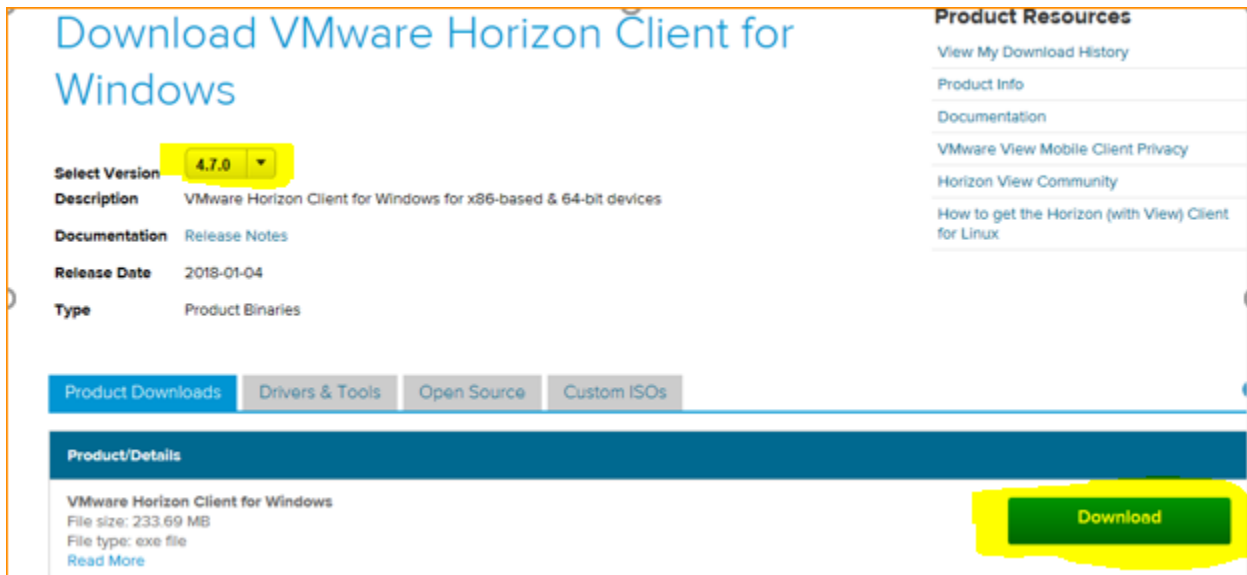 Download VMware Horizon Client for
Windows
Select Version 4.7.0
Description VMware Horizon Client for Windows for x86-based & 64-bit devices
Documentation Release Notes
Release Date 2018-01-04
Type Product Binaries
Product Resources
View My Download History
Product Info
Documentation
VMware View Mobile Client Privacy
Horizon View Community
How to get the Horizon (with View) Client
for Linux
Product Downloads Drivers & Tools Open Source Custom ISOs
Product/Details
VMware Horizon Client for Windows
File size: 233.69 MB
File type: exe file
Read More
Download